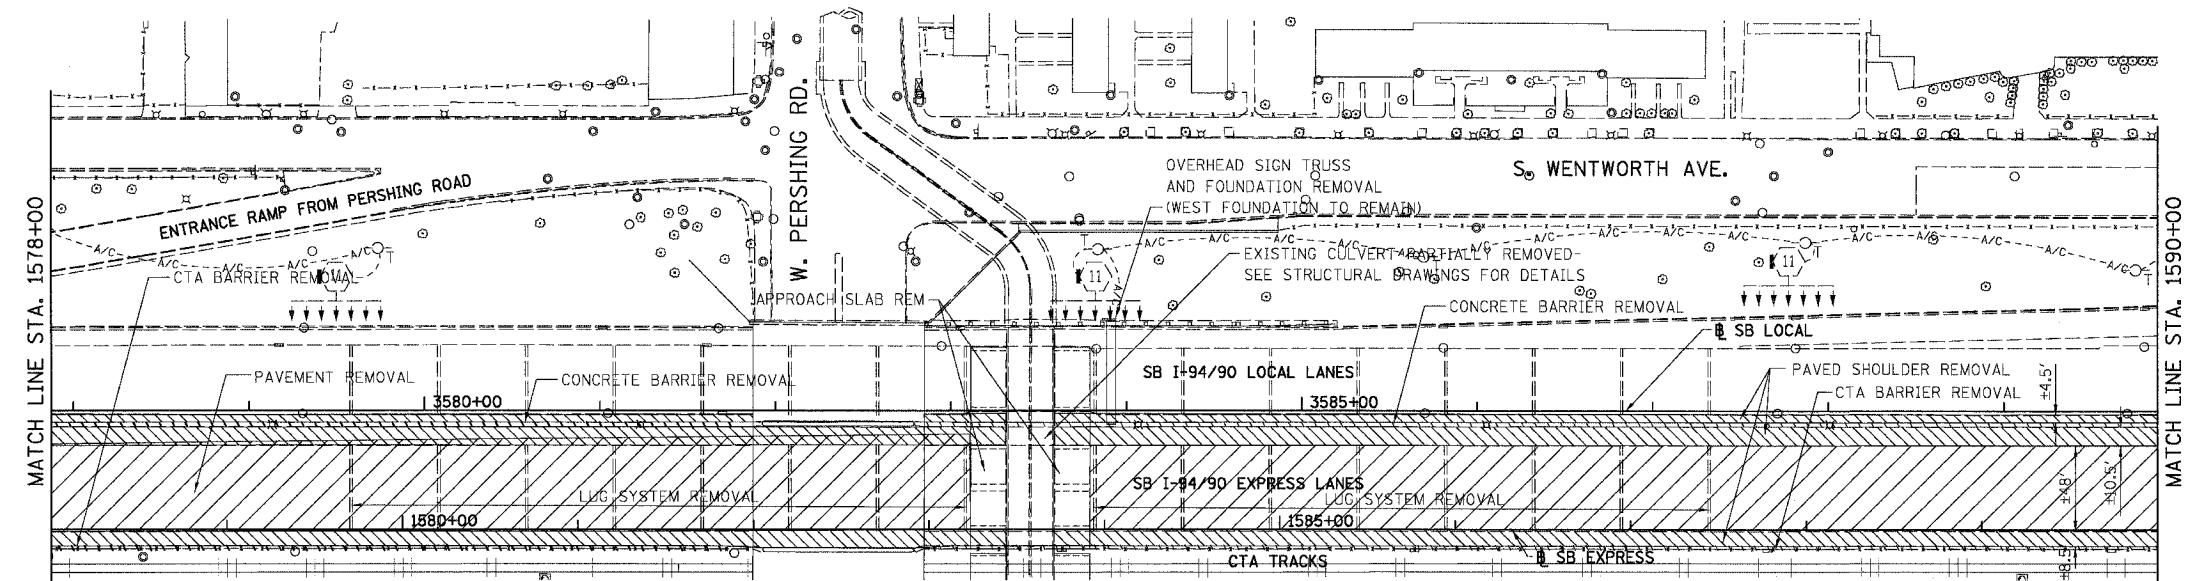 MATCH LINE STA. 1578+00
ENTRANCE RAMP FROM PERSHING ROAD
W. PERSHING RD.
S. WENTWORTH AVE.
OVERHEAD SIGN TRUSS
AND FOUNDATION REMOVAL
(WEST FOUNDATION TO REMAIN)
A/C
A/C
A/C
A/C
A/C
T
CTA BARRIER REMOVAL
11
APPROACH SLAB REM
T
A/C
A/C
A/C
A/C
A/C
A/C
A/C
A/C
A/C
T
T
11
11
EXISTING CULVERT PARTIALLY REMOVED-
SEE STRUCTURAL DRAWINGS FOR DETAILS
CONCRETE BARRIER REMOVAL
SB LOCAL
PAVEMENT REMOVAL
CONCRETE BARRIER REMOVAL
SB I-94/90 LOCAL LANES
PAVED SHOULDER REMOVAL
CTA BARRIER REMOVAL
±4.5'
3580+00
3585+00
LUG SYSTEM REMOVAL
SB I-94/90 EXPRESS LANES
LUG SYSTEM REMOVAL
±48'
±10.5'
1580+00
1585+00
CTA TRACKS
SB EXPRESS
±8.5'
MATCH LINE STA. 1590+00